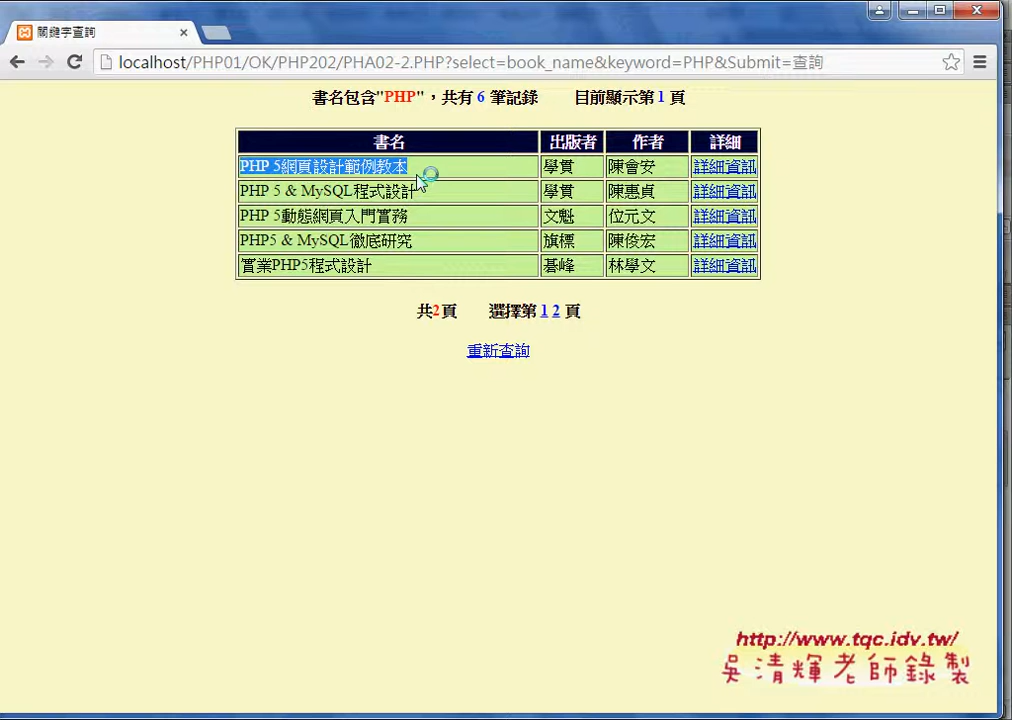 關鍵字查詢
localhost/PHP01/OK/PHP202/PHA02-2.PHP?select=book_name&keyword=PHP&Submit=查詢
書名包含"PHP"，共有 6 筆記錄 目前顯示第 1 頁
書名 出版者 作者 詳細
PHP 5網頁設計範例教本 學貫 陳會安 詳細資訊
PHP 5 & MySQL程式設計 學貫 陳惠貞 詳細資訊
PHP 5動態網頁入門實務 文魁 位元文 詳細資訊
PHP5 & MySQL徹底研究 旗標 陳俊宏 詳細資訊
實業PHP5程式設計 碁峰 林學文 詳細資訊
共2頁 選擇第 1 2 頁
重新查詢
http://www.tqc.idv.tw/
吳清輝老師錄製